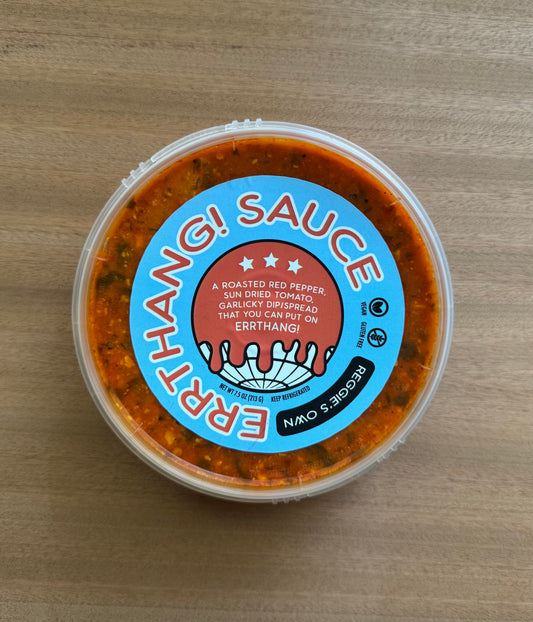 ERRTHANG! SAUCE
A ROASTED RED PEPPER,
SUN DRIED TOMATO,
GARLICKY DIP/SPREAD
THAT YOU CAN PUT ON
ERRTHANG!
VEGAN
GLUTEN FREE
NET WT 7.5 OZ (213 G) KEEP REFRIGERATED
REGGIE'S OWN